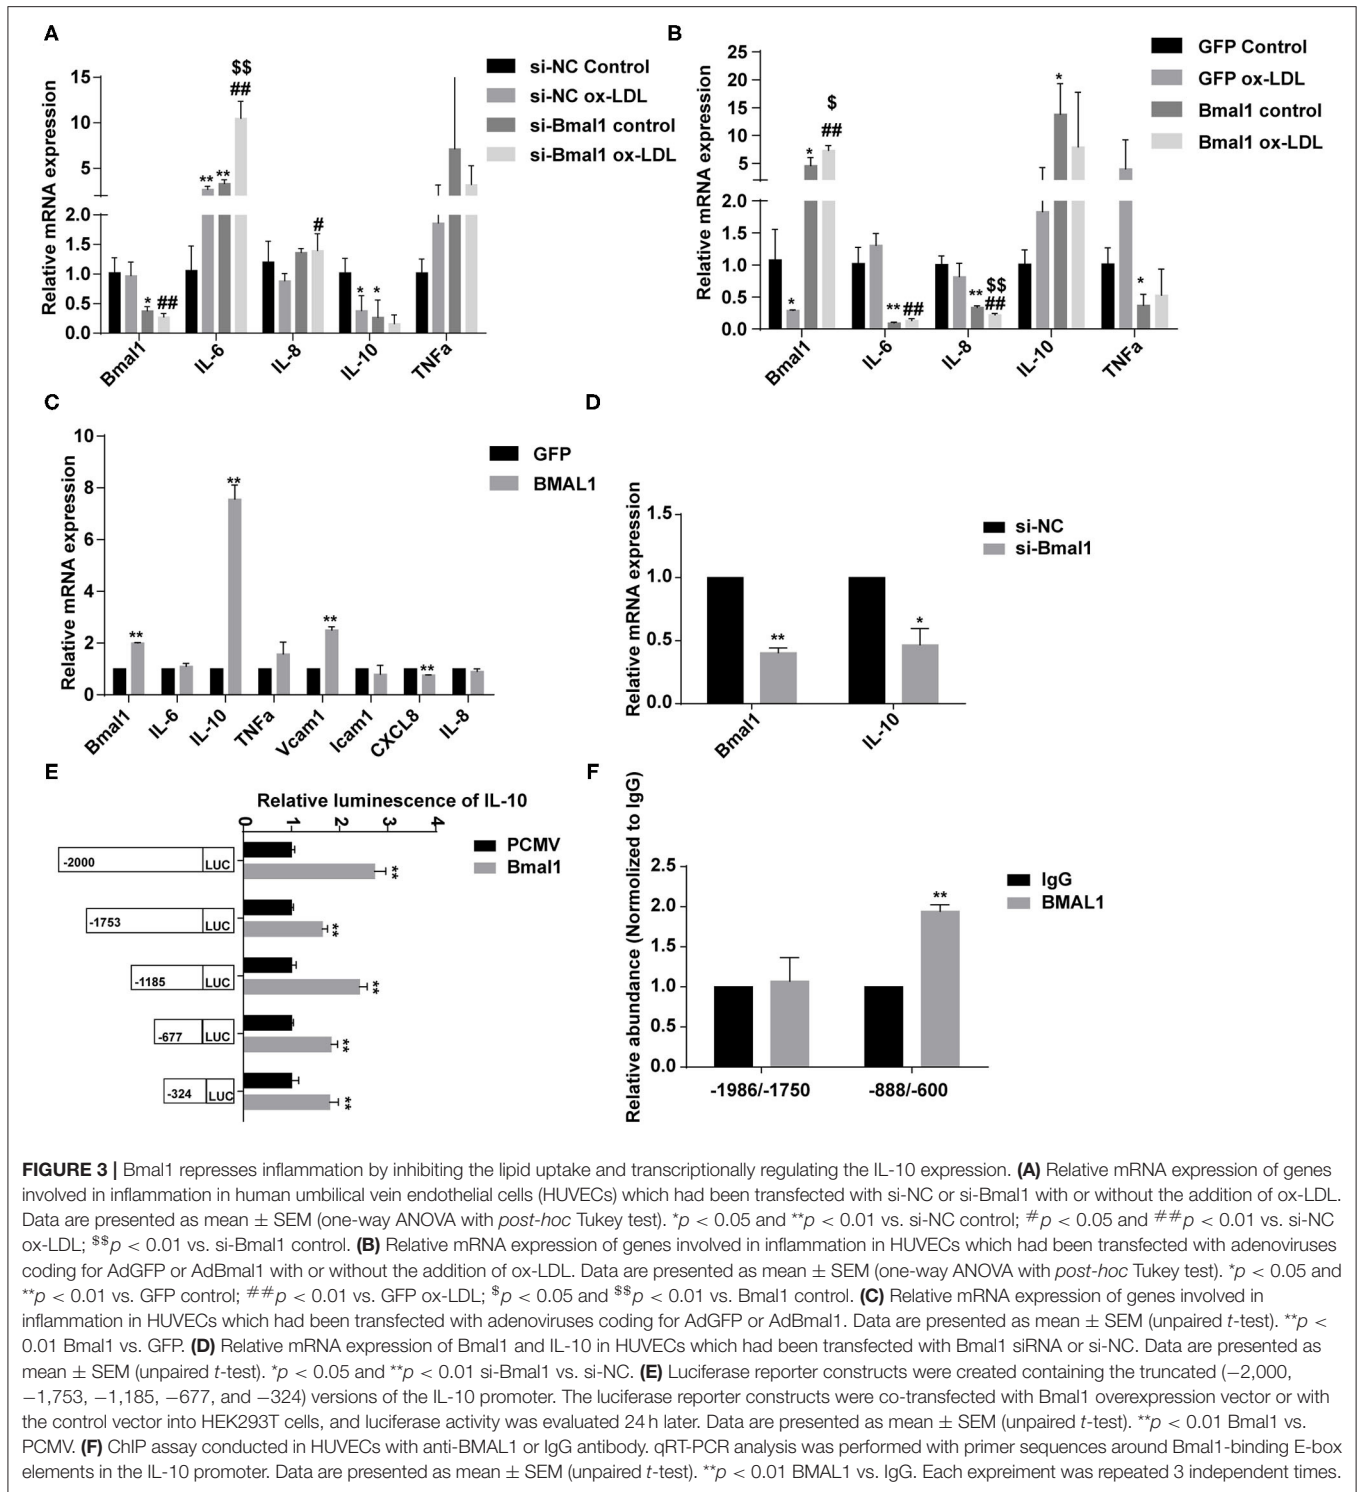 A
Relative mRNA expression
15
10
5
2.0
1.5
1.0
0.5
0.0
** **
$$
##
* ##
#
* *
Bmal1 IL-6 IL-8 IL-10 TNFa
si-NC Control
si-NC ox-LDL
si-Bmal1 control
si-Bmal1 ox-LDL
B
Relative mRNA expression
25
20
15
10
5
2.0
1.5
1.0
0.5
0.0
*
*
$
##
** ##
**
$$
##
*
*
Bmal1 IL-6 IL-8 IL-10 TNFa
GFP Control
GFP ox-LDL
Bmal1 control
Bmal1 ox-LDL
C
Relative mRNA expression
10
8
6
4
2
0
**
**
**
**
Bmal1 IL-6 IL-10 TNFa Vcam1 Icam1 CXCL8 IL-8
GFP
BMAL1
D
Relative mRNA expression
1.5
1.0
0.5
0.0
**
*
Bmal1 IL-10
si-NC
si-Bmal1
E
Relative luminescence of IL-10
0 1 2 3 4
PCMV
Bmal1
-2000 LUC **
-1753 LUC **
-1185 LUC **
-677 LUC **
-324 LUC **
F
Relative abundance (Normolized to IgG)
2.5
2.0
1.5
1.0
0.5
0.0
**
-1986/-1750 -888/-600
IgG
BMAL1
FIGURE 3 | Bmal1 represses inflammation by inhibiting the lipid uptake and transcriptionally regulating the IL-10 expression. (A) Relative mRNA expression of genes
involved in inflammation in human umbilical vein endothelial cells (HUVECs) which had been transfected with si-NC or si-Bmal1 with or without the addition of ox-LDL.
Data are presented as mean ± SEM (one-way ANOVA with post-hoc Tukey test). *p < 0.05 and **p < 0.01 vs. si-NC control; #p < 0.05 and ##p < 0.01 vs. si-NC
ox-LDL; $$p < 0.01 vs. si-Bmal1 control. (B) Relative mRNA expression of genes involved in inflammation in HUVECs which had been transfected with adenoviruses
coding for AdGFP or AdBmal1 with or without the addition of ox-LDL. Data are presented as mean ± SEM (one-way ANOVA with post-hoc Tukey test). *p < 0.05 and
**p < 0.01 vs. GFP control; ##p < 0.01 vs. GFP ox-LDL; $p < 0.05 and $$p < 0.01 vs. Bmal1 control. (C) Relative mRNA expression of genes involved in
inflammation in HUVECs which had been transfected with adenoviruses coding for AdGFP or AdBmal1. Data are presented as mean ± SEM (unpaired t-test). **p <
0.01 Bmal1 vs. GFP. (D) Relative mRNA expression of Bmal1 and IL-10 in HUVECs which had been transfected with Bmal1 siRNA or si-NC. Data are presented as
mean ± SEM (unpaired t-test). *p < 0.05 and **p < 0.01 si-Bmal1 vs. si-NC. (E) Luciferase reporter constructs were created containing the truncated (−2,000,
−1,753, −1,185, −677, and −324) versions of the IL-10 promoter. The luciferase reporter constructs were co-transfected with Bmal1 overexpression vector or with
the control vector into HEK293T cells, and luciferase activity was evaluated 24 h later. Data are presented as mean ± SEM (unpaired t-test). **p < 0.01 Bmal1 vs.
PCMV. (F) ChIP assay conducted in HUVECs with anti-BMAL1 or IgG antibody. qRT-PCR analysis was performed with primer sequences around Bmal1-binding E-box
elements in the IL-10 promoter. Data are presented as mean ± SEM (unpaired t-test). **p < 0.01 BMAL1 vs. IgG. Each expreiment was repeated 3 independent times.